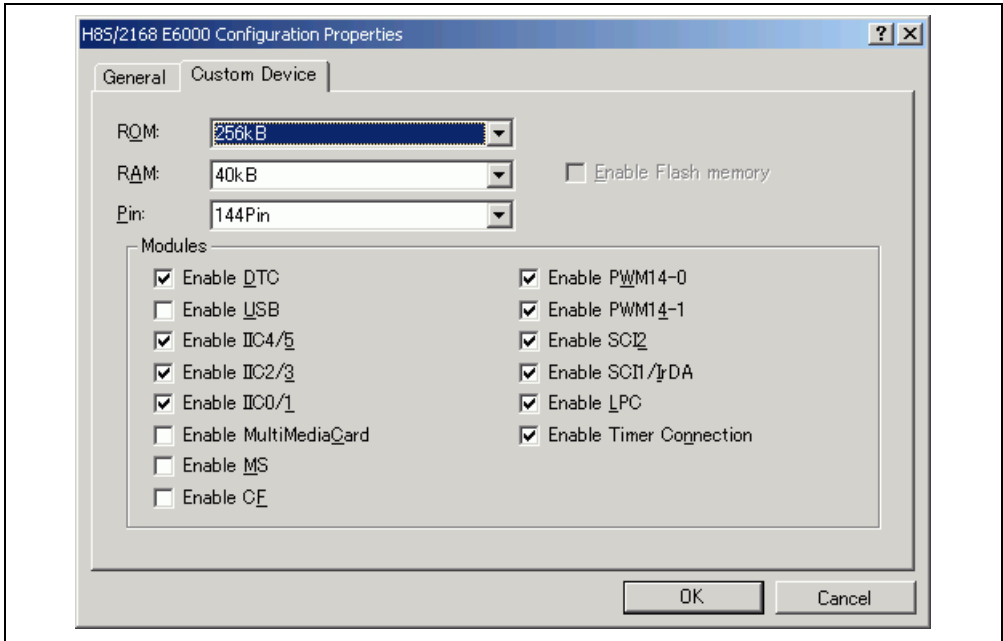 H8S/2168 E6000 Configuration Properties
General Custom Device
ROM: 256kB
RAM: 40kB Enable Flash memory
Pin: 144Pin
Modules
Enable DTC Enable PWM14-0
Enable USB Enable PWM14-1
Enable IIC4/5 Enable SCI2
Enable IIC2/3 Enable SCI1/IrDA
Enable IIC0/1 Enable LPC
Enable MultiMediaCard Enable Timer Connection
Enable MS
Enable CF
OK Cancel